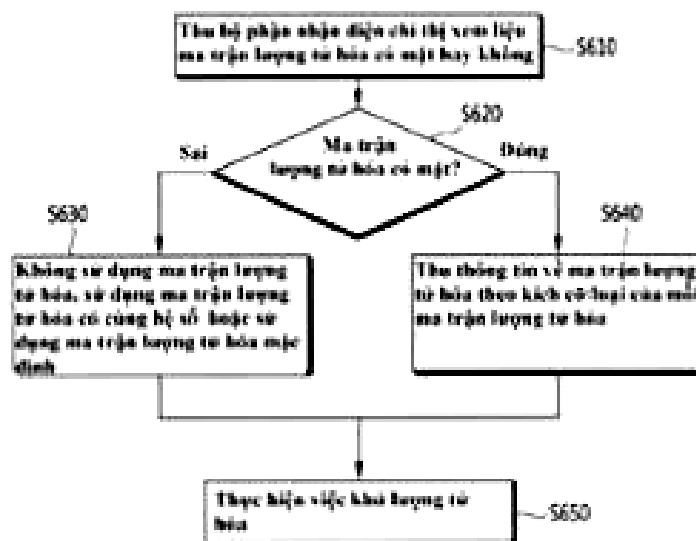 Thu bộ phận nhận diện chỉ thị xem liệu
ma trận lượng tử hóa có mặt hay không
S610
S620
Ma trận
lượng tử hóa có mặt?
Sai
Đúng
S630
Không sử dụng ma trận lượng
tử hóa, sử dụng ma trận lượng
tử hóa có cùng hệ số hoặc sử
dụng ma trận lượng tử hóa mặc
định
S640
Thu thông tin về ma trận lượng
tử hóa theo kích cỡ/loại của mỗi
ma trận lượng tử hóa
Thực hiện việc khử lượng tử
hóa
S650